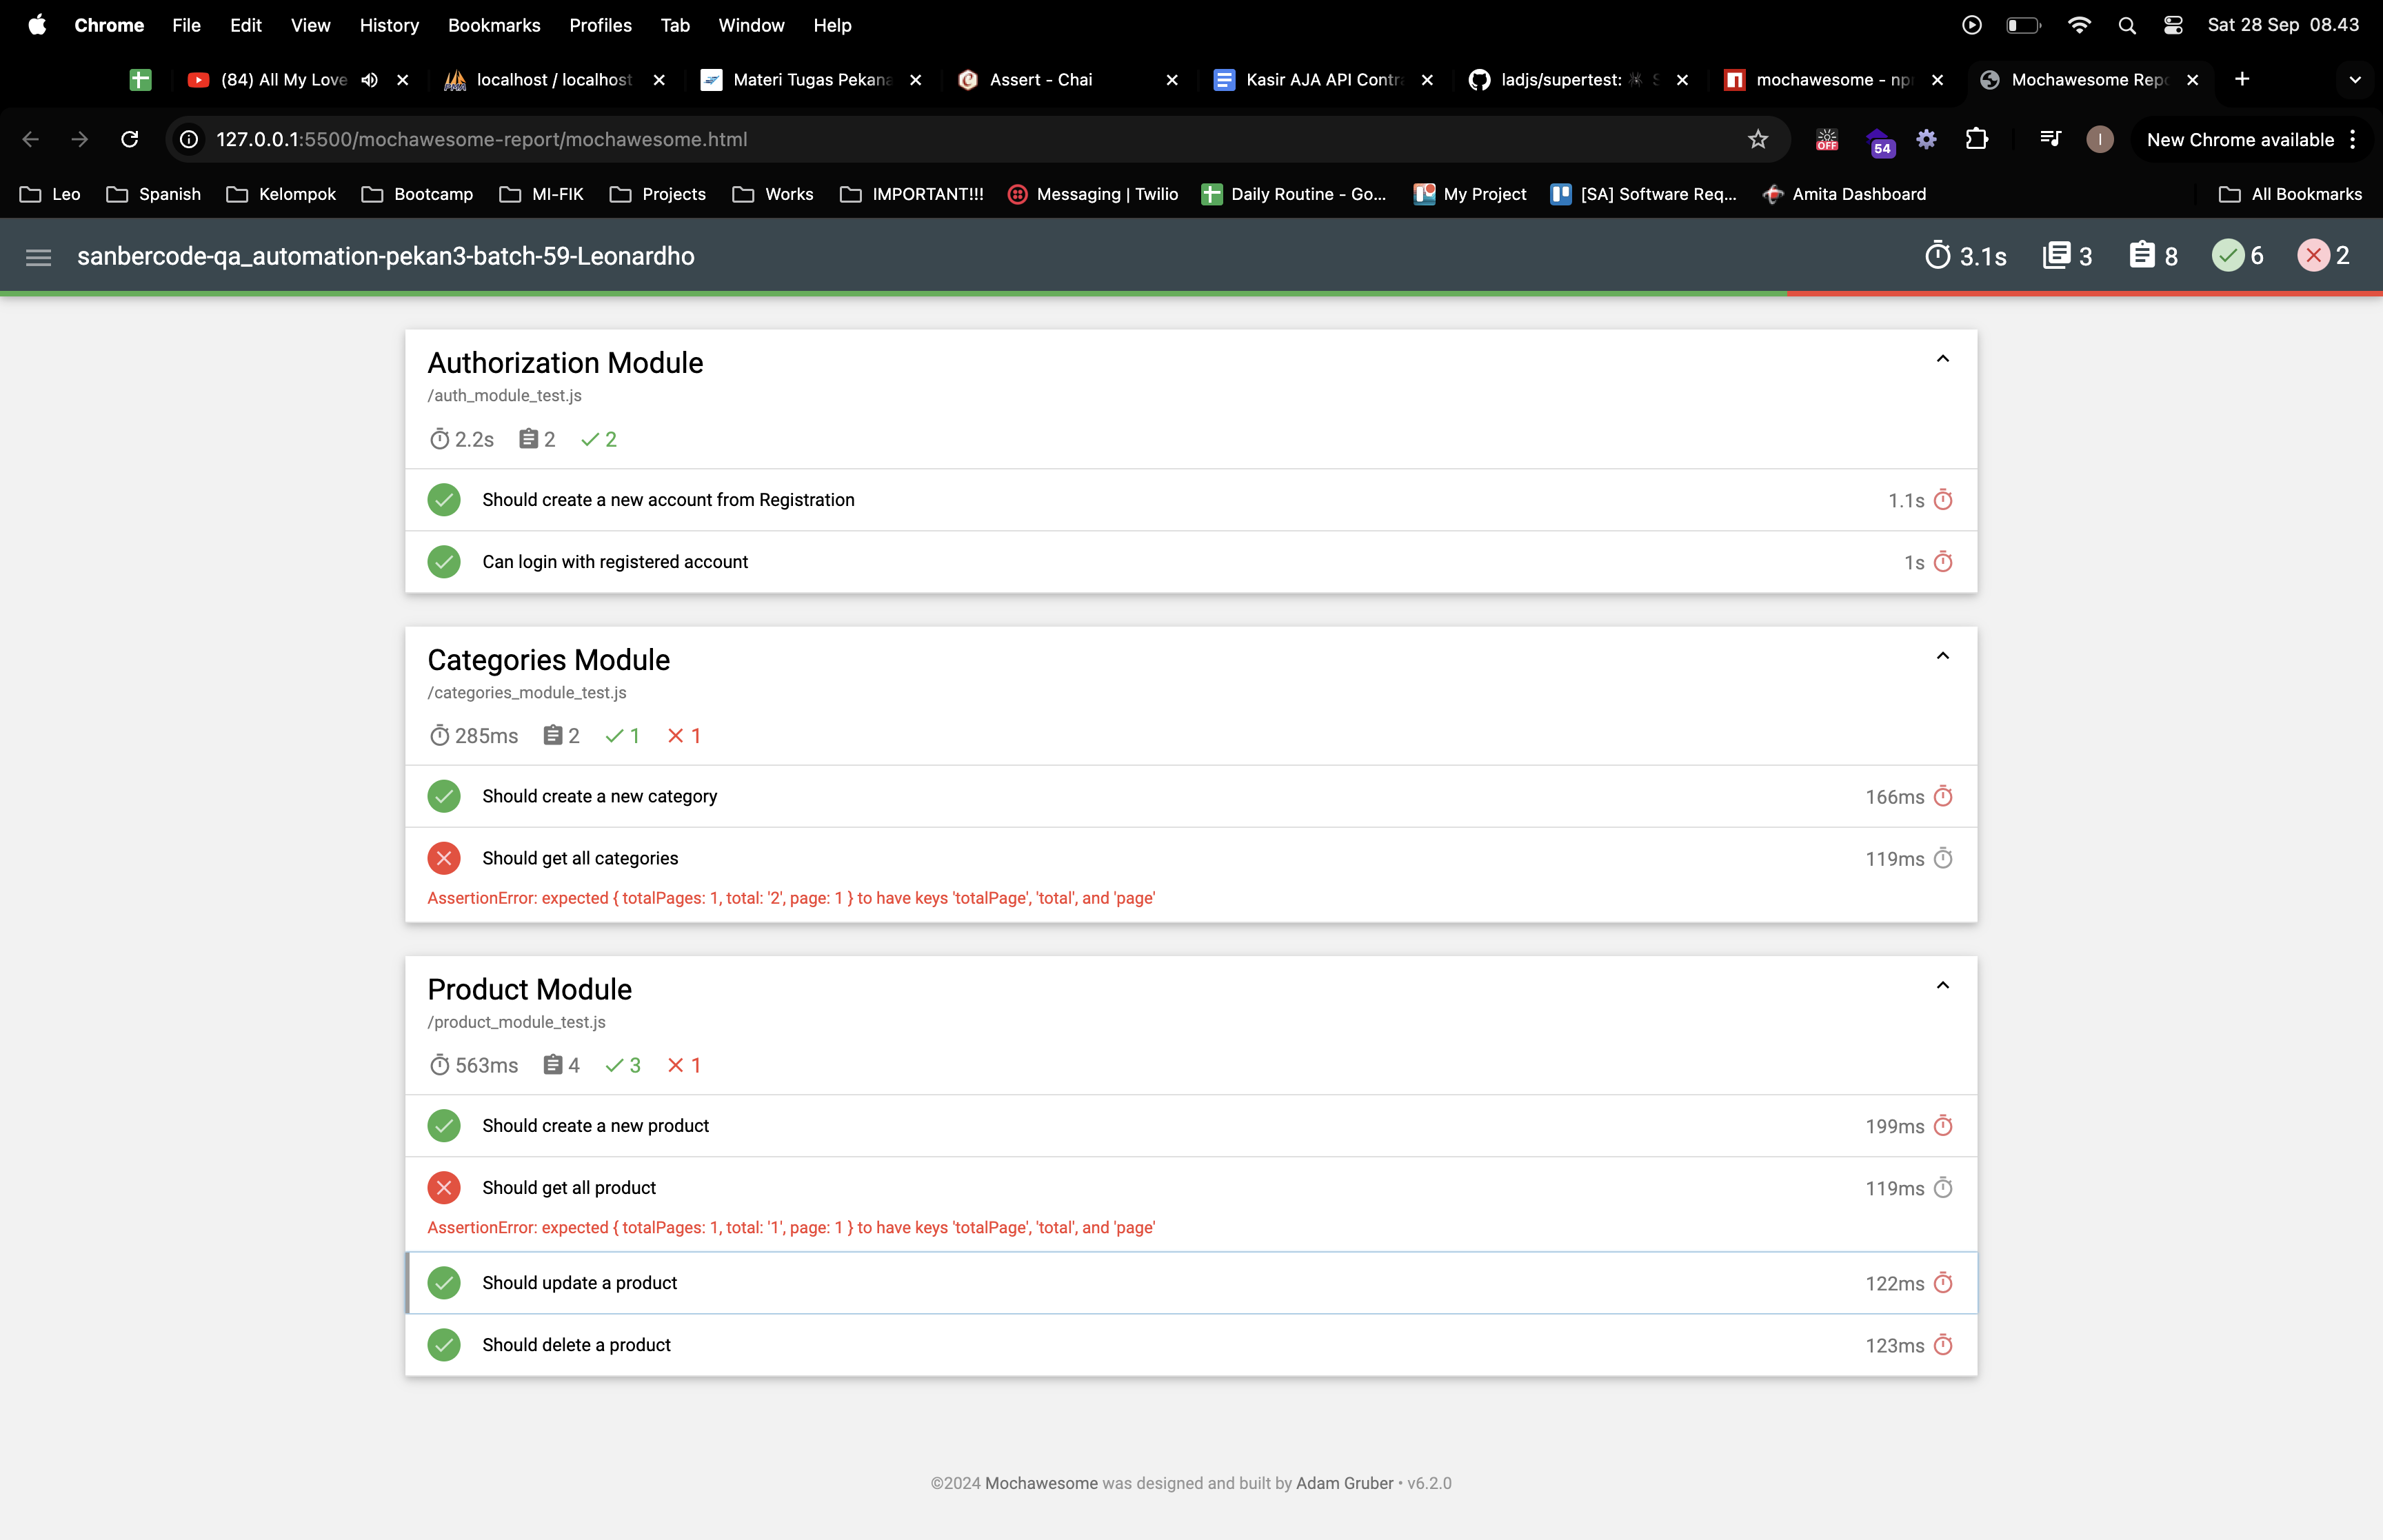 Chrome File Edit View History Bookmarks Profiles Tab Window Help Sat 28 Sep 08.43
(84) All My Love localhost / localhost Materi Tugas Pekana Assert - Chai Kasir AJA API Contr ladjs/supertest: mochawesome - np Mochawesome Rep
127.0.0.1:5500/mochawesome-report/mochawesome.html OFF 54 I New Chrome available
Leo Spanish Kelompok Bootcamp MI-FIK Projects Works IMPORTANT!!! Messaging | Twilio Daily Routine - Go... My Project [SA] Software Req... Amita Dashboard All Bookmarks
sanbercode-qa_automation-pekan3-batch-59-Leonardho 3.1s 3 8 6 2
Authorization Module
/auth_module_test.js
2.2s 2 2
Should create a new account from Registration 1.1s
Can login with registered account 1s
Categories Module
/categories_module_test.js
285ms 2 1 1
Should create a new category 166ms
Should get all categories 119ms
AssertionError: expected { totalPages: 1, total: '2', page: 1 } to have keys 'totalPage', 'total', and 'page'
Product Module
/product_module_test.js
563ms 4 3 1
Should create a new product 199ms
Should get all product 119ms
AssertionError: expected { totalPages: 1, total: '1', page: 1 } to have keys 'totalPage', 'total', and 'page'
Should update a product 122ms
Should delete a product 123ms
©2024 Mochawesome was designed and built by Adam Gruber • v6.2.0